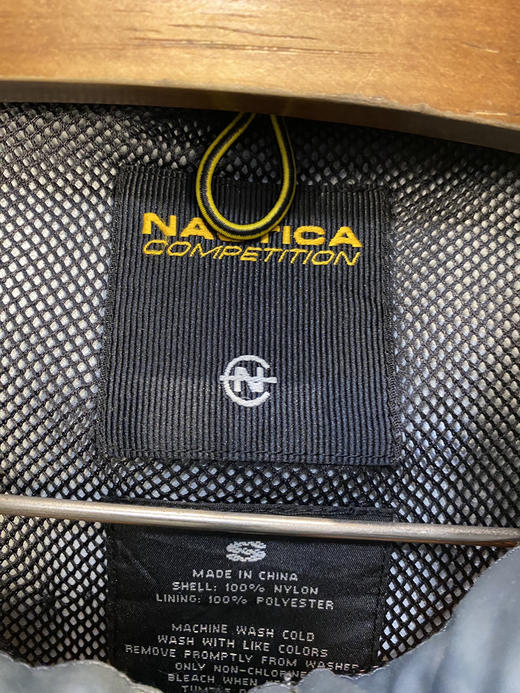 COMPETITION
N
S
MADE IN CHINA
SHELL: 100% NYLON
LINING: 100% POLYESTER
MACHINE WASH COLD
WASH WITH LIKE COLORS
REMOVE PROMPTLY FROM WASHER
ONLY NON-CHLORINE
BLEACH WHEN